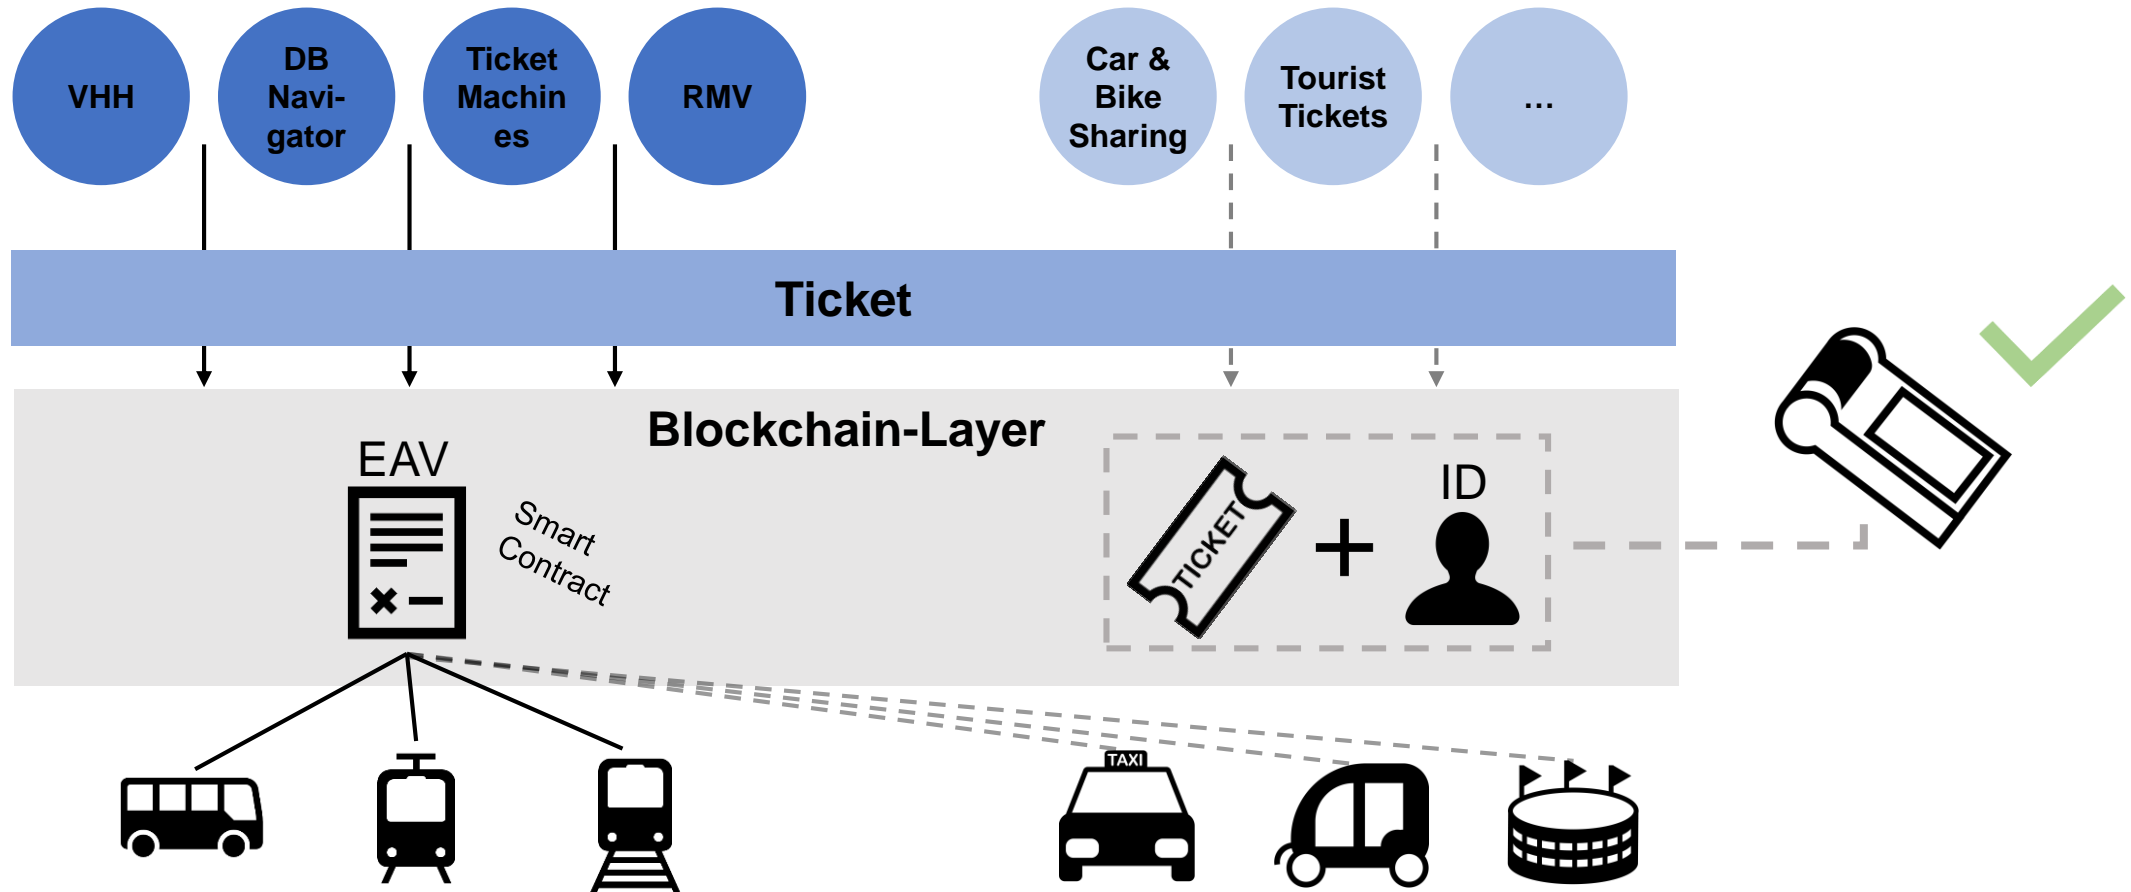 VHH
DB
Navi-
gator
Ticket
Machin
es
RMV
Car &
Bike
Sharing
Tourist
Tickets
...
Ticket
Blockchain-Layer
EAV
Smart
Contract
TICKET
ID
TAXI